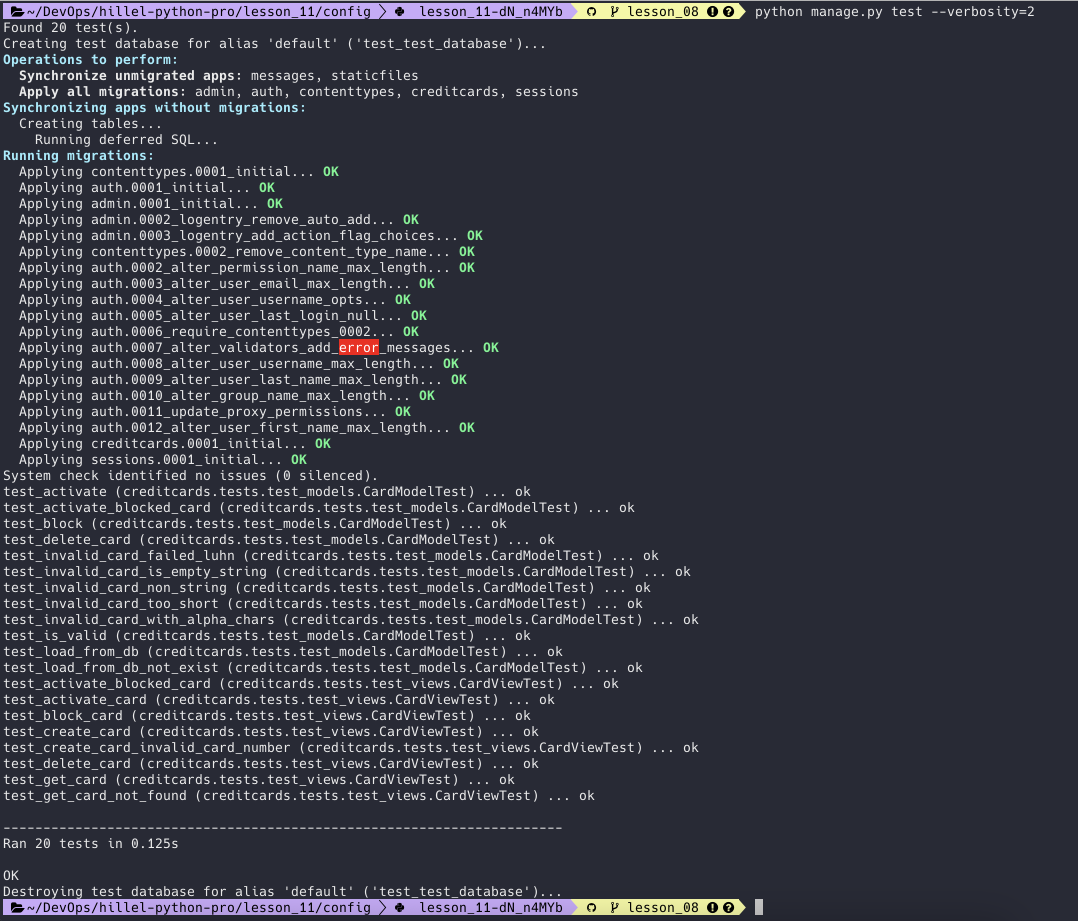 ~/DevOps/hillel-python-pro/lesson_11/config lesson_11-dN_n4MYb lesson_08 python manage.py test --verbosity=2
Found 20 test(s).
Creating test database for alias 'default' ('test_test_database')...
Operations to perform:
  Synchronize unmigrated apps: messages, staticfiles
  Apply all migrations: admin, auth, contenttypes, creditcards, sessions
Synchronizing apps without migrations:
  Creating tables...
    Running deferred SQL...
Running migrations:
  Applying contenttypes.0001_initial... OK
  Applying auth.0001_initial... OK
  Applying admin.0001_initial... OK
  Applying admin.0002_logentry_remove_auto_add... OK
  Applying admin.0003_logentry_add_action_flag_choices... OK
  Applying contenttypes.0002_remove_content_type_name... OK
  Applying auth.0002_alter_permission_name_max_length... OK
  Applying auth.0003_alter_user_email_max_length... OK
  Applying auth.0004_alter_user_username_opts... OK
  Applying auth.0005_alter_user_last_login_null... OK
  Applying auth.0006_require_contenttypes_0002... OK
  Applying auth.0007_alter_validators_add_error_messages... OK
  Applying auth.0008_alter_user_username_max_length... OK
  Applying auth.0009_alter_user_last_name_max_length... OK
  Applying auth.0010_alter_group_name_max_length... OK
  Applying auth.0011_update_proxy_permissions... OK
  Applying auth.0012_alter_user_first_name_max_length... OK
  Applying creditcards.0001_initial... OK
  Applying sessions.0001_initial... OK
System check identified no issues (0 silenced).
test_activate (creditcards.tests.test_models.CardModelTest) ... ok
test_activate_blocked_card (creditcards.tests.test_models.CardModelTest) ... ok
test_block (creditcards.tests.test_models.CardModelTest) ... ok
test_delete_card (creditcards.tests.test_models.CardModelTest) ... ok
test_invalid_card_failed_luhn (creditcards.tests.test_models.CardModelTest) ... ok
test_invalid_card_is_empty_string (creditcards.tests.test_models.CardModelTest) ... ok
test_invalid_card_non_string (creditcards.tests.test_models.CardModelTest) ... ok
test_invalid_card_too_short (creditcards.tests.test_models.CardModelTest) ... ok
test_invalid_card_with_alpha_chars (creditcards.tests.test_models.CardModelTest) ... ok
test_is_valid (creditcards.tests.test_models.CardModelTest) ... ok
test_load_from_db (creditcards.tests.test_models.CardModelTest) ... ok
test_load_from_db_not_exist (creditcards.tests.test_models.CardModelTest) ... ok
test_activate_blocked_card (creditcards.tests.test_views.CardViewTest) ... ok
test_activate_card (creditcards.tests.test_views.CardViewTest) ... ok
test_block_card (creditcards.tests.test_views.CardViewTest) ... ok
test_create_card (creditcards.tests.test_views.CardViewTest) ... ok
test_create_card_invalid_card_number (creditcards.tests.test_views.CardViewTest) ... ok
test_delete_card (creditcards.tests.test_views.CardViewTest) ... ok
test_get_card (creditcards.tests.test_views.CardViewTest) ... ok
test_get_card_not_found (creditcards.tests.test_views.CardViewTest) ... ok
----------------------------------------------------------------------
Ran 20 tests in 0.125s
OK
Destroying test database for alias 'default' ('test_test_database')...
~/DevOps/hillel-python-pro/lesson_11/config lesson_11-dN_n4MYb lesson_08